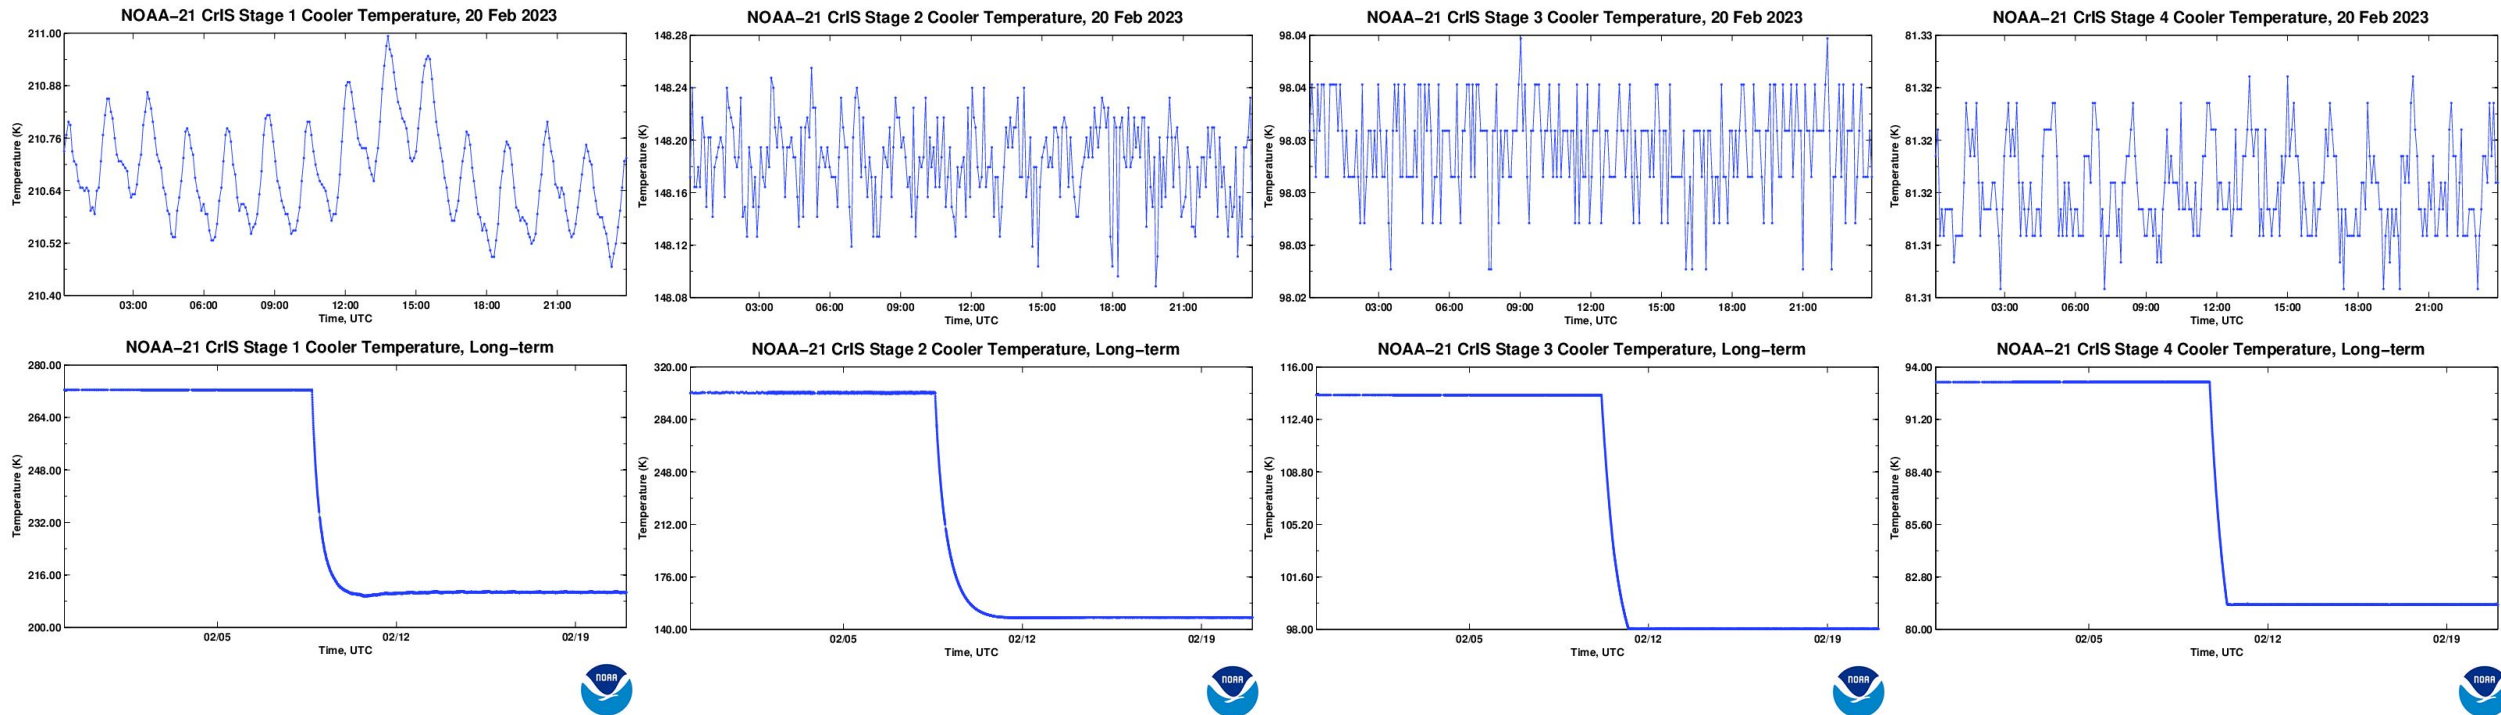 NOAA−21 CrIS Stage 1 Cooler Temperature, 20 Feb 2023
211.00
210.88
210.76
210.64
210.52
210.40
Temperature (K)
03:00 06:00 09:00 12:00 15:00 18:00 21:00
Time, UTC
NOAA−21 CrIS Stage 2 Cooler Temperature, 20 Feb 2023
148.28
148.24
148.20
148.16
148.12
148.08
Temperature (K)
03:00 06:00 09:00 12:00 15:00 18:00 21:00
Time, UTC
NOAA−21 CrIS Stage 3 Cooler Temperature, 20 Feb 2023
98.04
98.04
98.03
98.03
98.03
98.02
Temperature (K)
03:00 06:00 09:00 12:00 15:00 18:00 21:00
Time, UTC
NOAA−21 CrIS Stage 4 Cooler Temperature, 20 Feb 2023
81.33
81.32
81.32
81.32
81.31
81.31
Temperature (K)
03:00 06:00 09:00 12:00 15:00 18:00 21:00
Time, UTC
NOAA−21 CrIS Stage 1 Cooler Temperature, Long−term
280.00
264.00
248.00
232.00
216.00
200.00
Temperature (K)
02/05 02/12 02/19
Time, UTC
NOAA
NOAA−21 CrIS Stage 2 Cooler Temperature, Long−term
320.00
284.00
248.00
212.00
176.00
140.00
Temperature (K)
02/05 02/12 02/19
Time, UTC
NOAA
NOAA−21 CrIS Stage 3 Cooler Temperature, Long−term
116.00
112.40
108.80
105.20
101.60
98.00
Temperature (K)
02/05 02/12 02/19
Time, UTC
NOAA
NOAA−21 CrIS Stage 4 Cooler Temperature, Long−term
94.00
91.20
88.40
85.60
82.80
80.00
Temperature (K)
02/05 02/12 02/19
Time, UTC
NOAA